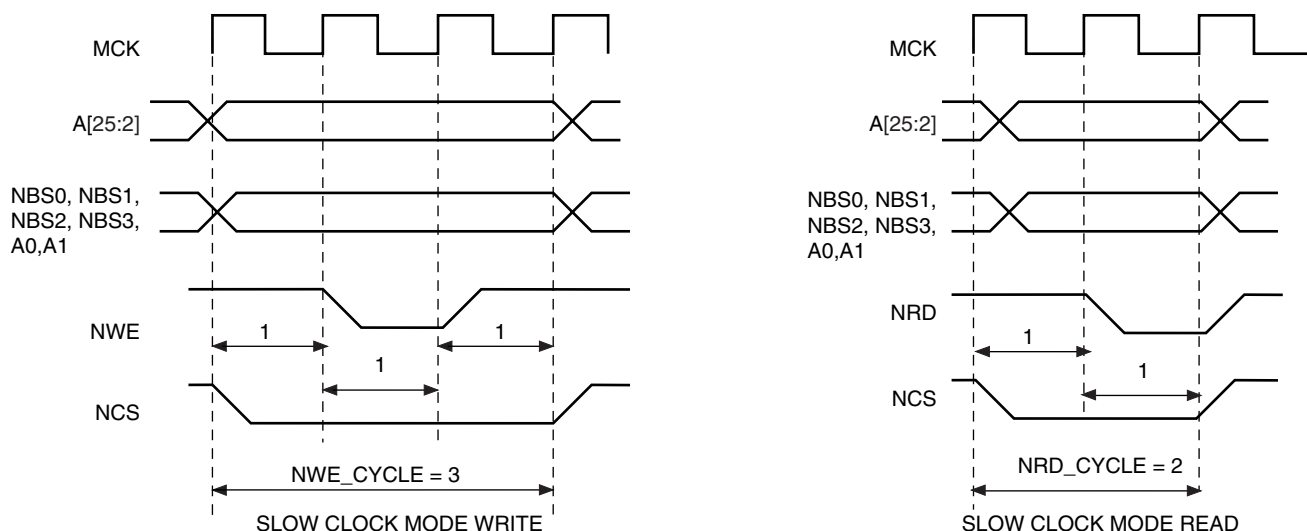 MCK
A[25:2]
NBS0, NBS1,
NBS2, NBS3,
A0,A1
NWE
1
1
1
NCS
NWE_CYCLE = 3
SLOW CLOCK MODE WRITE
MCK
A[25:2]
NBS0, NBS1,
NBS2, NBS3,
A0,A1
NRD
1
1
NCS
NRD_CYCLE = 2
SLOW CLOCK MODE READ